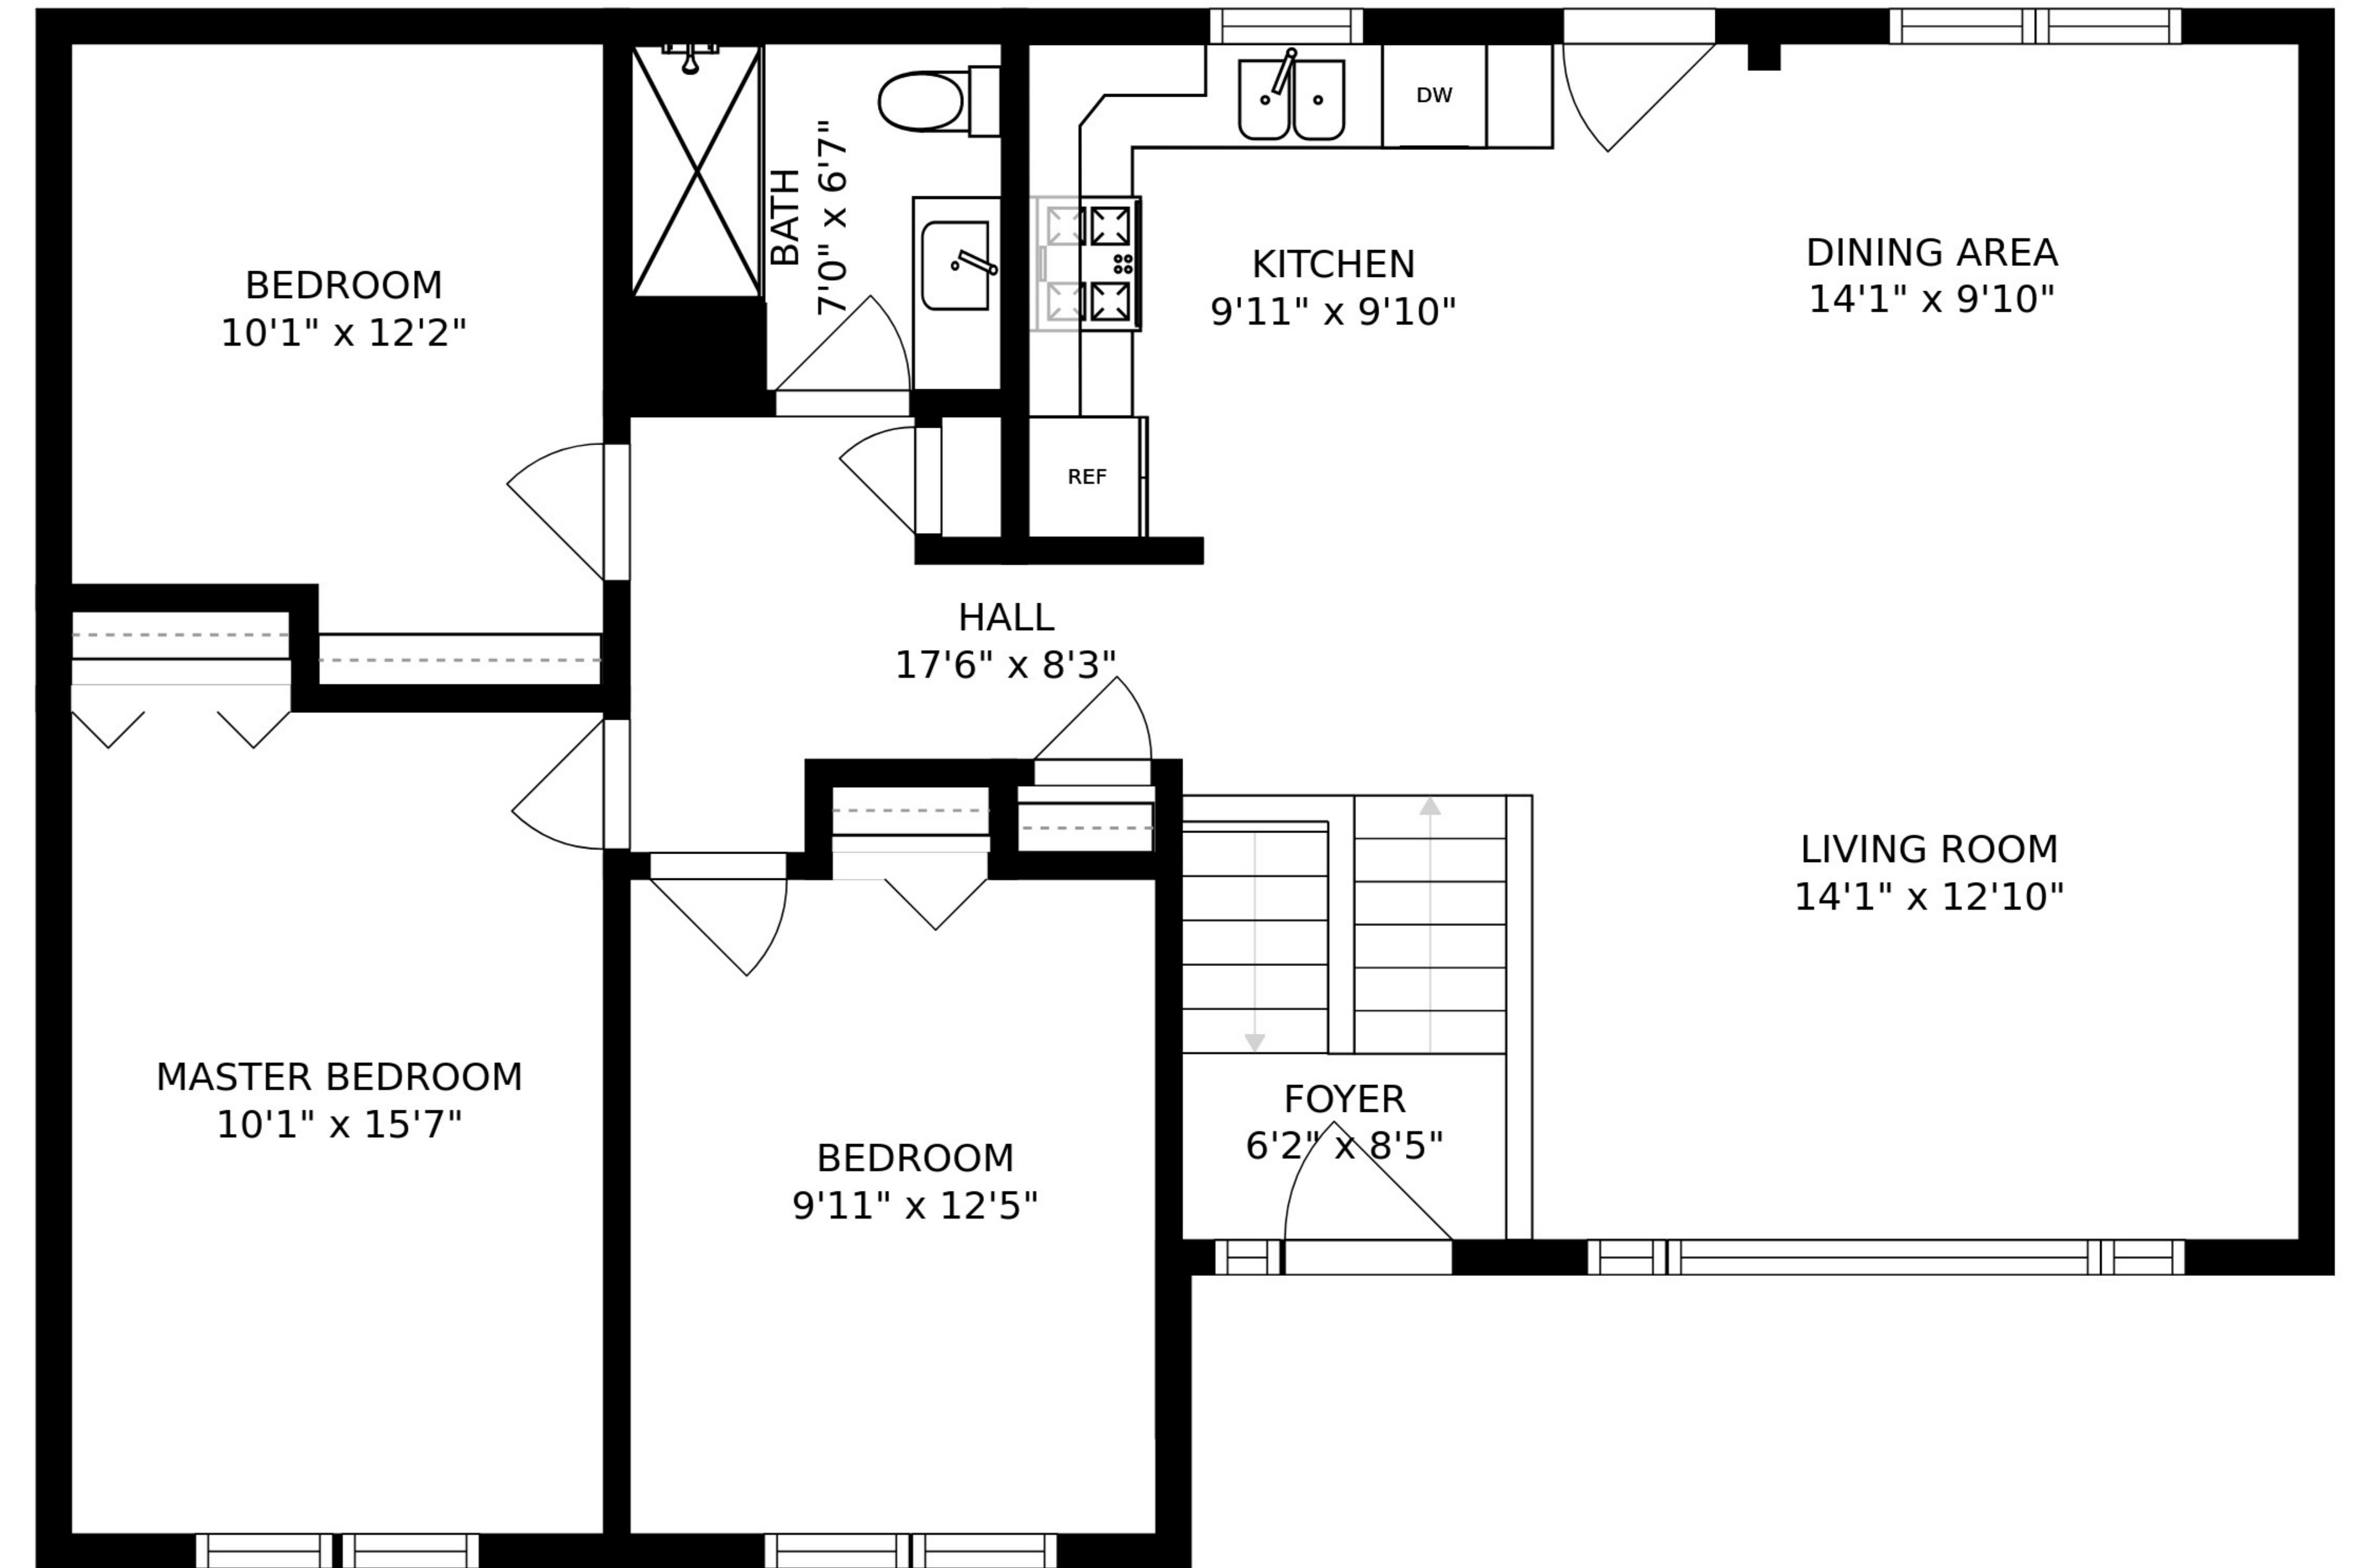 BEDROOM
10'1" x 12'2"
BATH
7'0" x 6'7"
DW
KITCHEN
9'11" x 9'10"
DINING AREA
14'1" x 9'10"
REF
HALL
17'6" x 8'3"
LIVING ROOM
14'1" x 12'10"
MASTER BEDROOM
10'1" x 15'7"
FOYER
6'2" x 8'5"
BEDROOM
9'11" x 12'5"